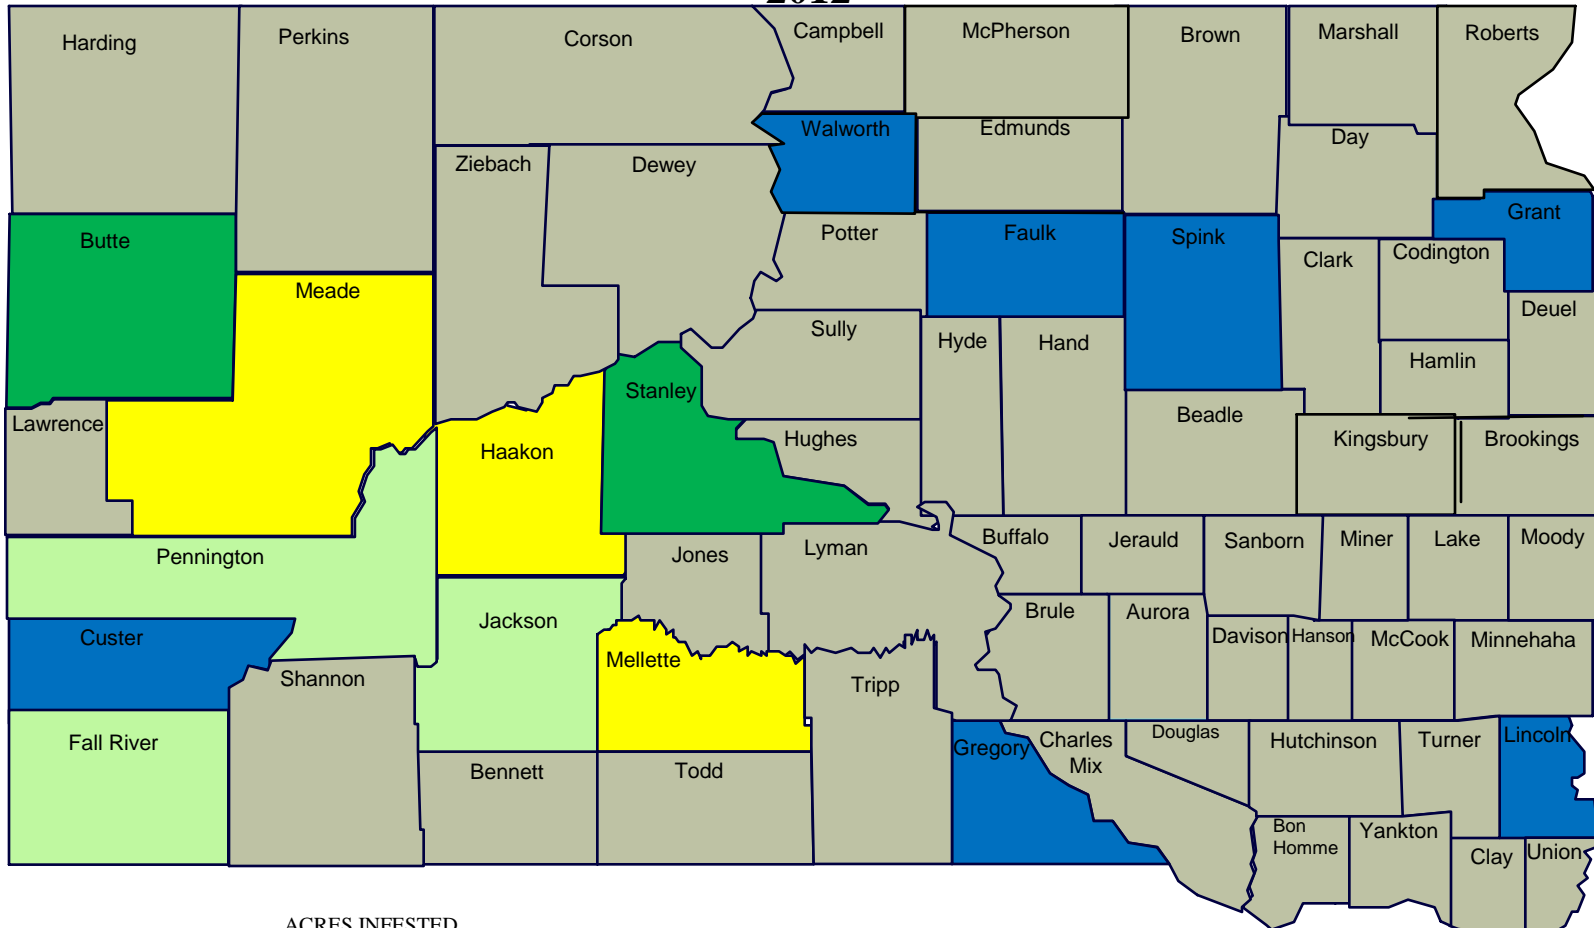 2012
Harding
Perkins
Corson
Campbell
McPherson
Brown
Marshall
Roberts
Walworth
Edmunds
Day
Ziebach
Dewey
Grant
Butte
Potter
Faulk
Spink
Clark
Codington
Meade
Deuel
Sully
Hyde
Hand
Hamlin
Stanley
Lawrence
Beadle
Haakon
Hughes
Kingsbury
Brookings
Pennington
Jones
Lyman
Buffalo
Jerauld
Sanborn
Miner
Lake
Moody
Jackson
Brule
Aurora
Custer
Davison
Hanson
McCook
Minnehaha
Shannon
Mellette
Tripp
Fall River
Bennett
Todd
Gregory
Charles
Mix
Douglas
Hutchinson
Turner
Lincoln
Bon
Homme
Yankton
Clay
Union
ACRES INFESTED